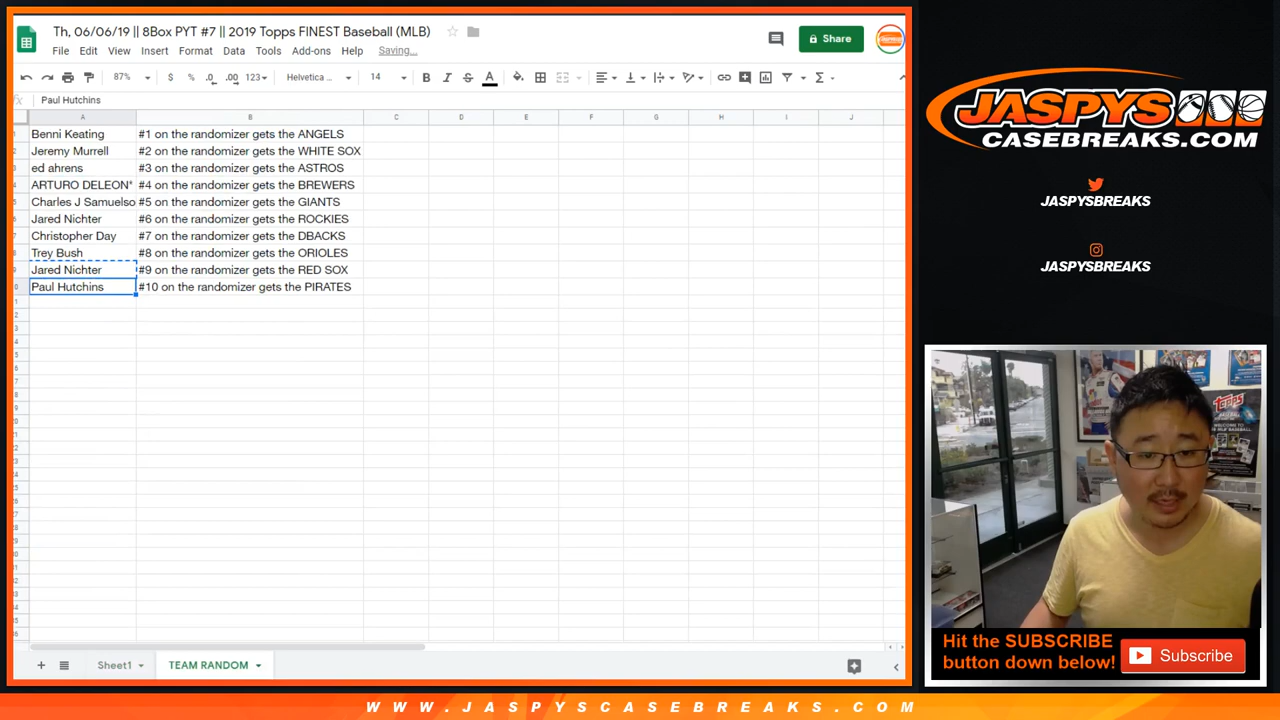 Th, 06/06/19 || 8Box PYT #7 || 2019 Topps FINEST Baseball (MLB)
File Edit View Insert Format Data Tools Add-ons Help Saving...
Share
87% $ % .0 .00 123 Helvetica ... 14 B I S A
fx Paul Hutchins
A B C D E F G H I J
Benni Keating #1 on the randomizer gets the ANGELS
Jeremy Murrell #2 on the randomizer gets the WHITE SOX
ed ahrens #3 on the randomizer gets the ASTROS
ARTURO DELEON* #4 on the randomizer gets the BREWERS
Charles J Samuelso #5 on the randomizer gets the GIANTS
Jared Nichter #6 on the randomizer gets the ROCKIES
Christopher Day #7 on the randomizer gets the DBACKS
Trey Bush #8 on the randomizer gets the ORIOLES
Jared Nichter #9 on the randomizer gets the RED SOX
Paul Hutchins #10 on the randomizer gets the PIRATES
Sheet1 TEAM RANDOM
JASPYS
CASEBREAKS.COM
JASPYSBREAKS
JASPYSBREAKS
Topps
BASEBALL
Hit the SUBSCRIBE
button down below!
Subscribe
WWW.JASPYSCASEBREAKS.COM